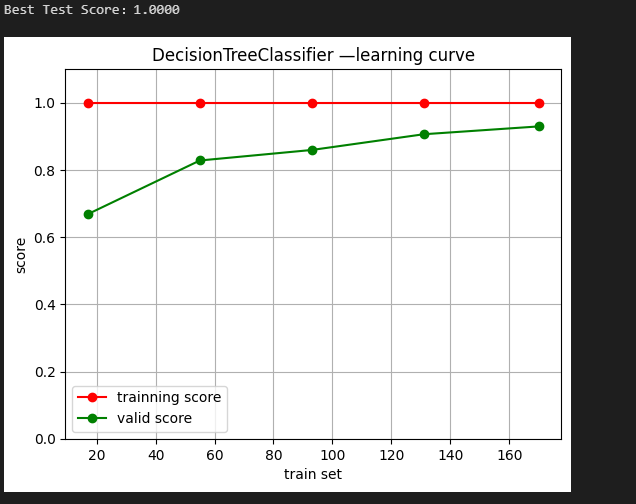 Best Test Score: 1.0000
DecisionTreeClassifier —learning curve
1.0
0.8
0.6
0.4
0.2
0.0
score
trainning score
valid score
20 40 60 80 100 120 140 160
train set